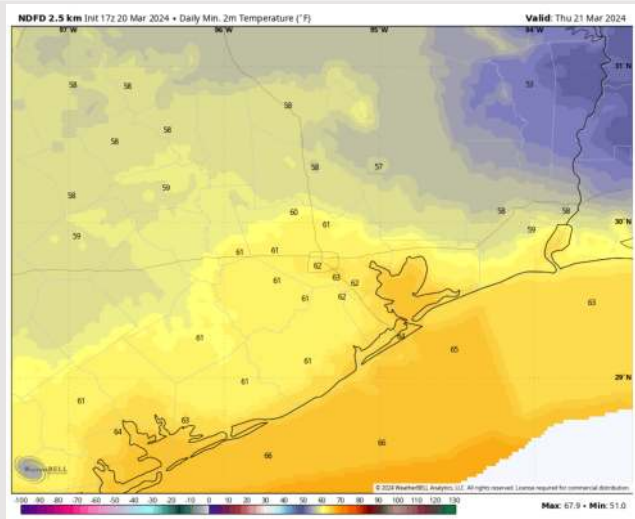 NDFD 2.5 km Init 17z 20 Mar 2024 • Daily Min. 2m Temperature (°F) Valid: Thu 21 Mar 2024
97°W 96°W 95°W 94°W
31°N
58 58 53
58
58
58
58 57
59
58
60 58 58
61 30°N
59 59
61 61
62
63
61 62
61 62
63
64
61 65
61
29°N
61
61
63
64
66
66
WeatherBELL
© 2024 WeatherBELL Analytics, LLC. All rights reserved. License required for commercial distribution.
-100 -90 -80 -70 -60 -50 -40 -30 -20 -10 0 10 20 30 40 50 60 70 80 90 100 110 120 130
Max: 67.9 • Min: 51.0